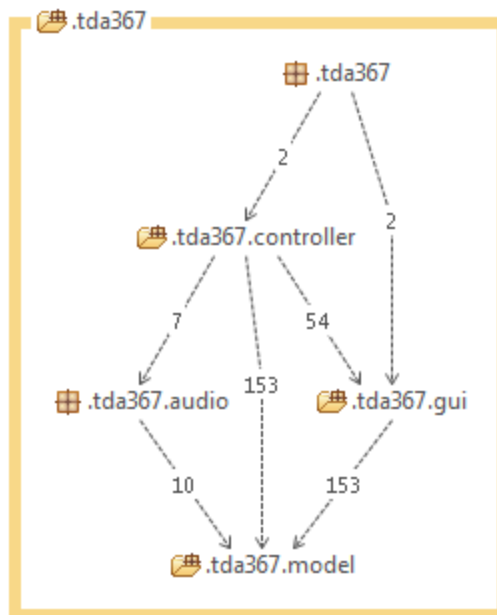 .tda367
.tda367
2
2
.tda367.controller
7
54
153
.tda367.audio
.tda367.gui
10
153
.tda367.model